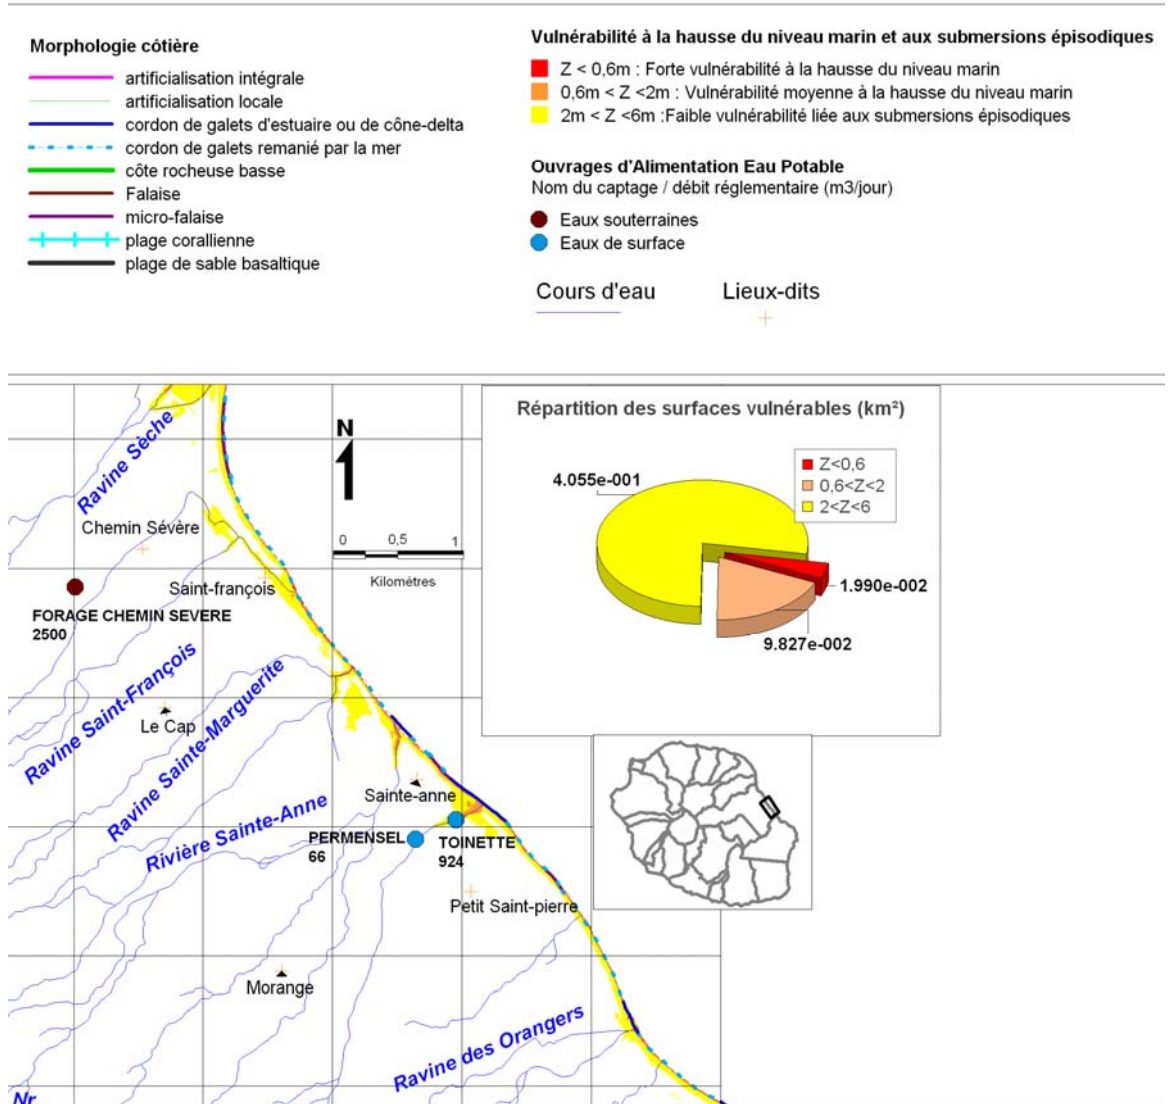 Morphologie côtière
artificialisation intégrale
artificialisation locale
cordon de galets d'estuaire ou de cône-delta
cordon de galets remanié par la mer
côte rocheuse basse
Falaise
micro-falaise
plage corallienne
plage de sable basaltique
Vulnérabilité à la hausse du niveau marin et aux submersions épisodiques
Z < 0,6m : Forte vulnérabilité à la hausse du niveau marin
0,6m < Z <2m : Vulnérabilité moyenne à la hausse du niveau marin
2m < Z <6m :Faible vulnérabilité liée aux submersions épisodiques
Ouvrages d'Alimentation Eau Potable
Nom du captage / débit réglementaire (m3/jour)
Eaux souterraines
Eaux de surface
Cours d'eau
Lieux-dits
Ravine Sèche
Chemin Sévère
Saint-françois
FORAGE CHEMIN SEVERE
2500
N
0 0,5 1
Kilométres
Répartition des surfaces vulnérables (km²)
4.055e-001
Z<0,6
0,6<Z<2
2<Z<6
1.990e-002
9.827e-002
Ravine Saint-François
Le Cap
Ravine Sainte-Marguerite
Sainte-anne
Rivière Sainte-Anne
PERMENSEL
66
TOINETTE
924
Petit Saint-pierre
Morange
Ravine des Orangers
Nr